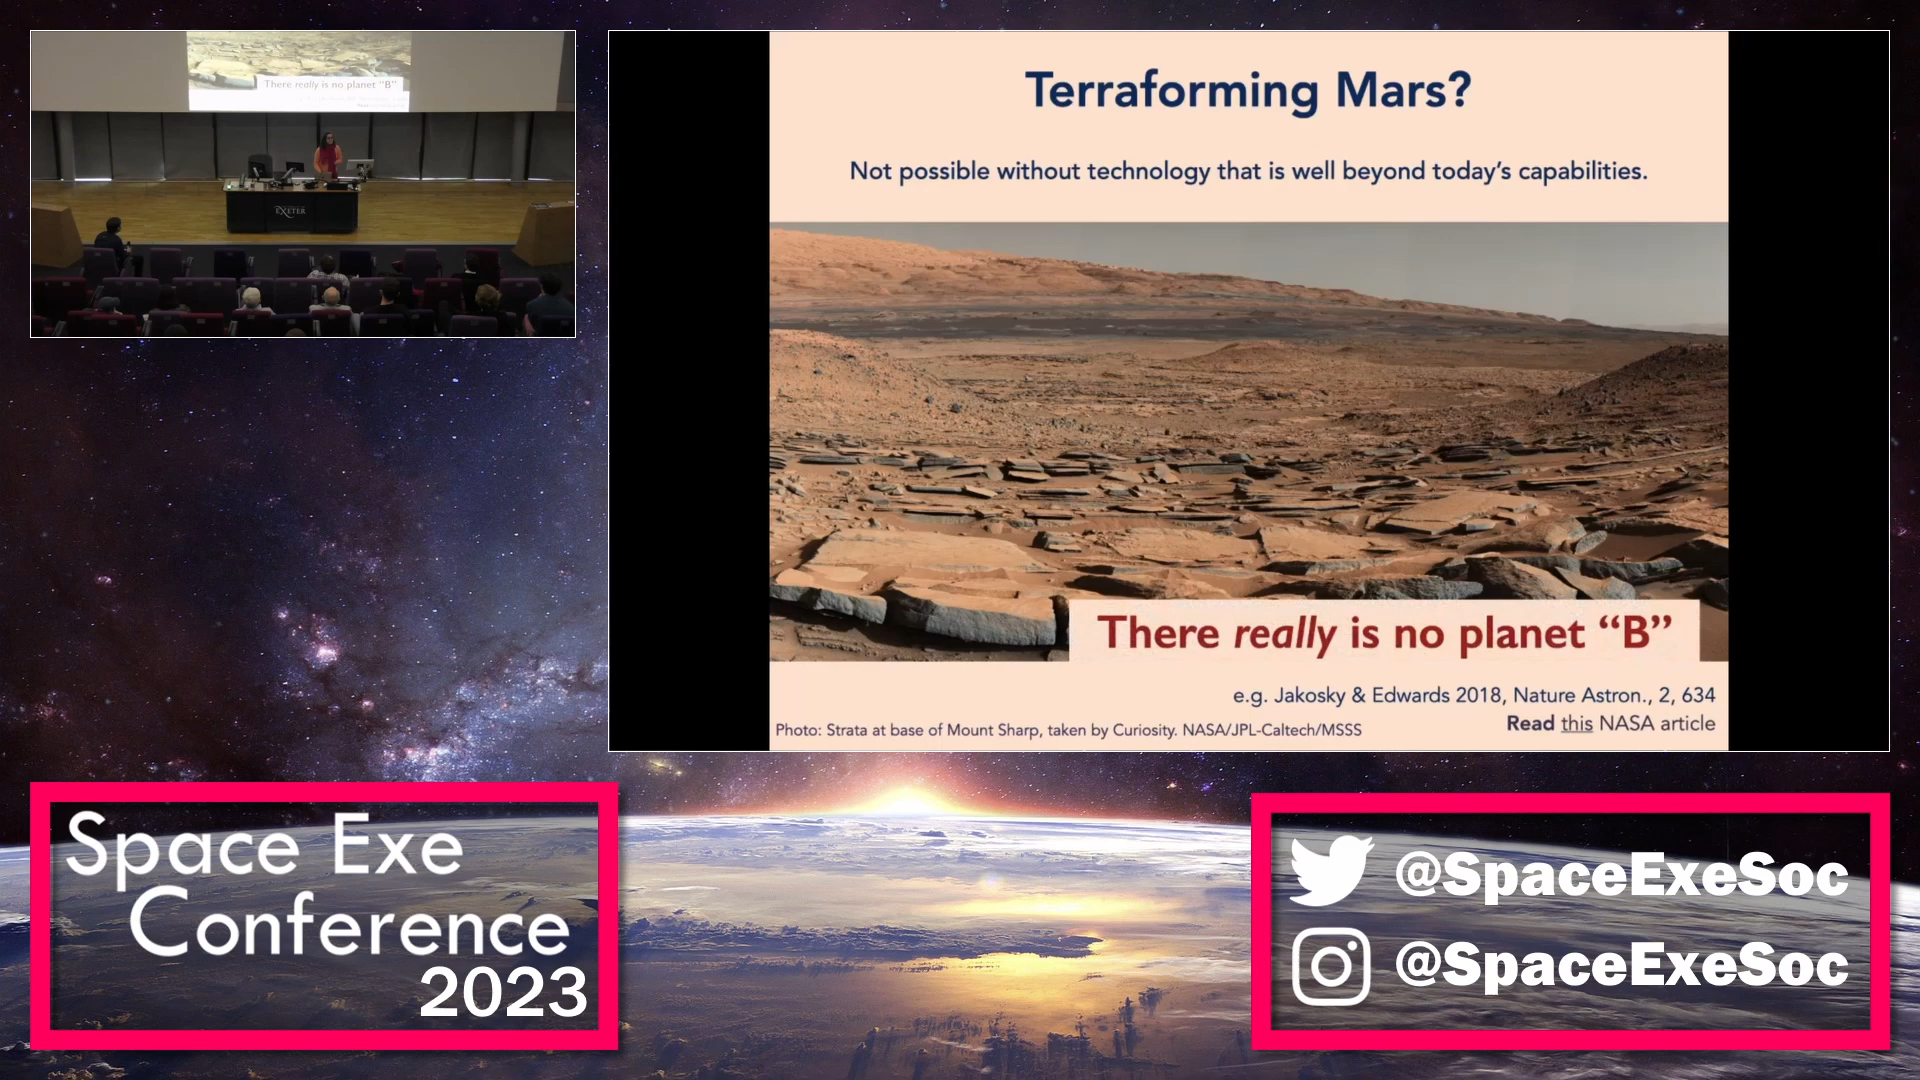 There really is no planet “B”
EXETER
Terraforming Mars?
Not possible without technology that is well beyond today’s capabilities.
There really is no planet “B”
e.g. Jakosky & Edwards 2018, Nature Astron., 2, 634
Read this NASA article
Photo: Strata at base of Mount Sharp, taken by Curiosity. NASA/JPL-Caltech/MSSS
Space Exe
Conference
2023
@SpaceExeSoc
@SpaceExeSoc